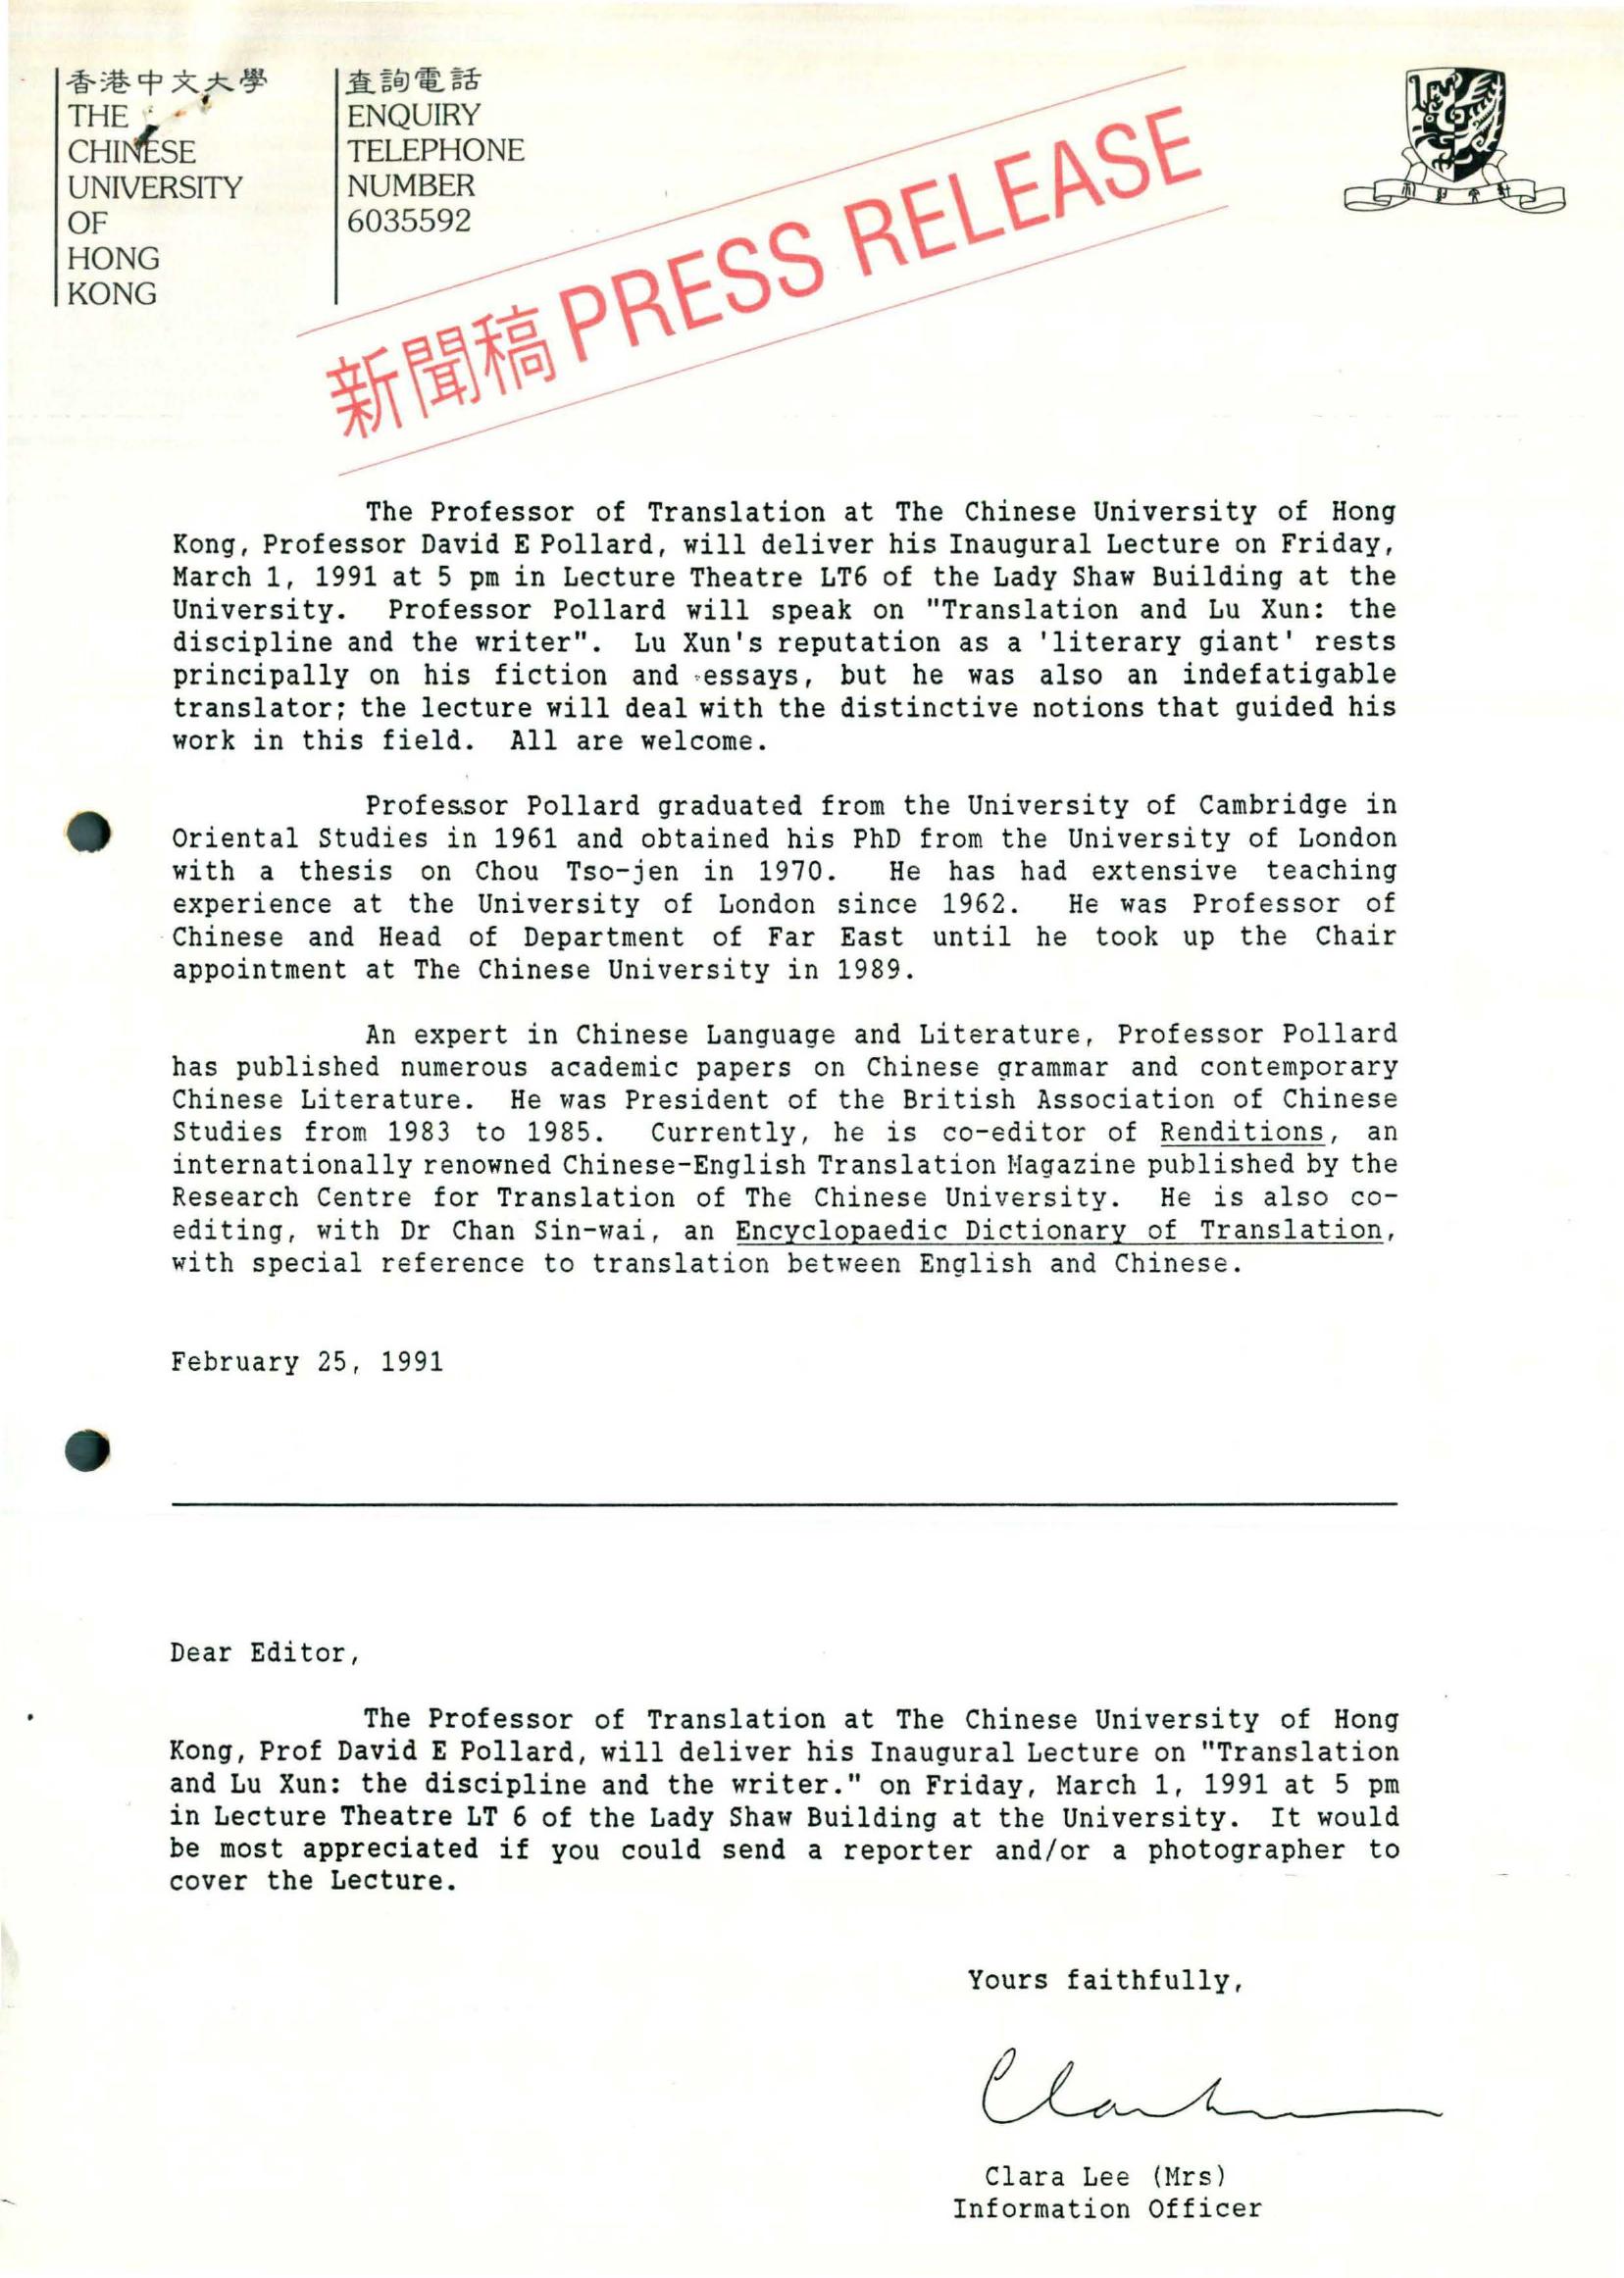 香港中文大學
THE
CHINESE
UNIVERSITY
OF
HONG
KONG
查詢電話
ENQUIRY
TELEPHONE
NUMBER
6035592
新聞稿 PRESS RELEASE
The Professor of Translation at The Chinese University of Hong
Kong, Professor David E Pollard, will deliver his Inaugural Lecture on Friday,
March 1, 1991 at 5 pm in Lecture Theatre LT6 of the Lady Shaw Building at the
University. Professor Pollard will speak on "Translation and Lu Xun: the
discipline and the writer". Lu Xun's reputation as a 'literary giant' rests
principally on his fiction and essays, but he was also an indefatigable
translator; the lecture will deal with the distinctive notions that guided his
work in this field. All are welcome.
Professor Pollard graduated from the University of Cambridge in
Oriental Studies in 1961 and obtained his PhD from the University of London
with a thesis on Chou Tso-jen in 1970. He has had extensive teaching
experience at the University of London since 1962. He was Professor of
Chinese and Head of Department of Far East until he took up the Chair
appointment at The Chinese University in 1989.
An expert in Chinese Language and Literature, Professor Pollard
has published numerous academic papers on Chinese grammar and contemporary
Chinese Literature. He was President of the British Association of Chinese
Studies from 1983 to 1985. Currently, he is co-editor of Renditions, an
internationally renowned Chinese-English Translation Magazine published by the
Research Centre for Translation of The Chinese University. He is also co-
editing, with Dr Chan Sin-wai, an Encyclopaedic Dictionary of Translation,
with special reference to translation between English and Chinese.
February 25, 1991
Dear Editor,
The Professor of Translation at The Chinese University of Hong
Kong, Prof David E Pollard, will deliver his Inaugural Lecture on "Translation
and Lu Xun: the discipline and the writer." on Friday, March 1, 1991 at 5 pm
in Lecture Theatre LT 6 of the Lady Shaw Building at the University. It would
be most appreciated if you could send a reporter and/or a photographer to
cover the Lecture.
Yours faithfully,
Clara Lee (Mrs)
Information Officer